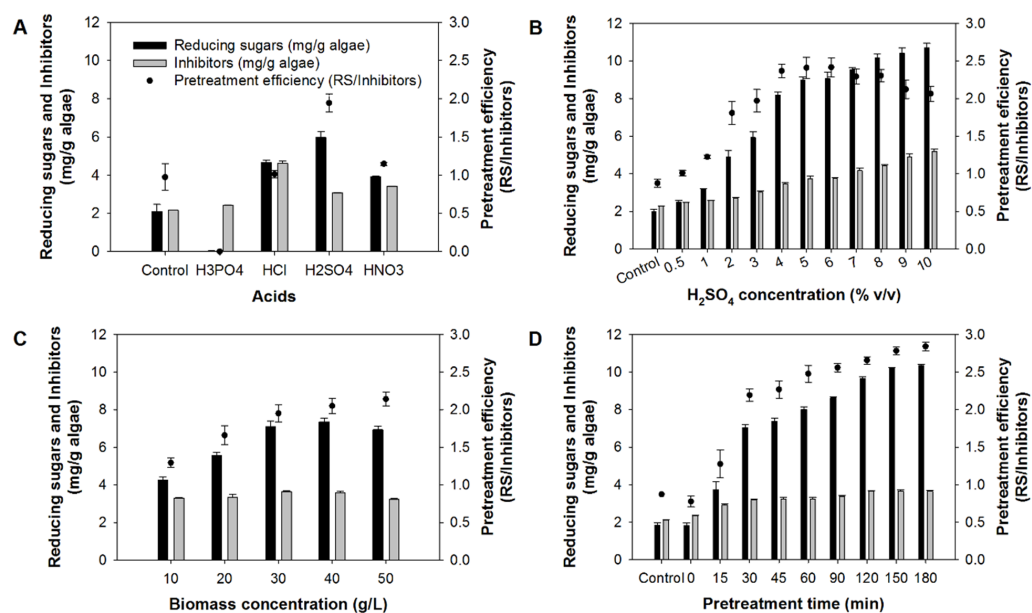 A
Reducing sugars and Inhibitors
(mg/g algae)
12
10
8
6
4
2
0
Reducing sugars (mg/g algae)
Inhibitors (mg/g algae)
Pretreatment efficiency (RS/Inhibitors)
3.0
2.5
2.0
1.5
1.0
0.5
0.0
Pretreatment efficiency
(RS/Inhibitors)
Control H3PO4 HCl H2SO4 HNO3
Acids
B
Reducing sugars and Inhibitors
(mg/g algae)
12
10
8
6
4
2
0
3.0
2.5
2.0
1.5
1.0
0.5
0.0
Pretreatment efficiency
(RS/Inhibitors)
Control 0.5 1 2 3 4 5 6 7 8 9 10
H₂SO₄ concentration (% v/v)
C
Reducing sugars and Inhibitors
(mg/g algae)
12
10
8
6
4
2
0
3.0
2.5
2.0
1.5
1.0
0.5
0.0
Pretreatment efficiency
(RS/Inhibitors)
10 20 30 40 50
Biomass concentration (g/L)
D
Reducing sugars and Inhibitors
(mg/g algae)
12
10
8
6
4
2
0
3.0
2.5
2.0
1.5
1.0
0.5
0.0
Pretreatment efficiency
(RS/Inhibitors)
Control 0 15 30 45 60 90 120 150 180
Pretreatment time (min)